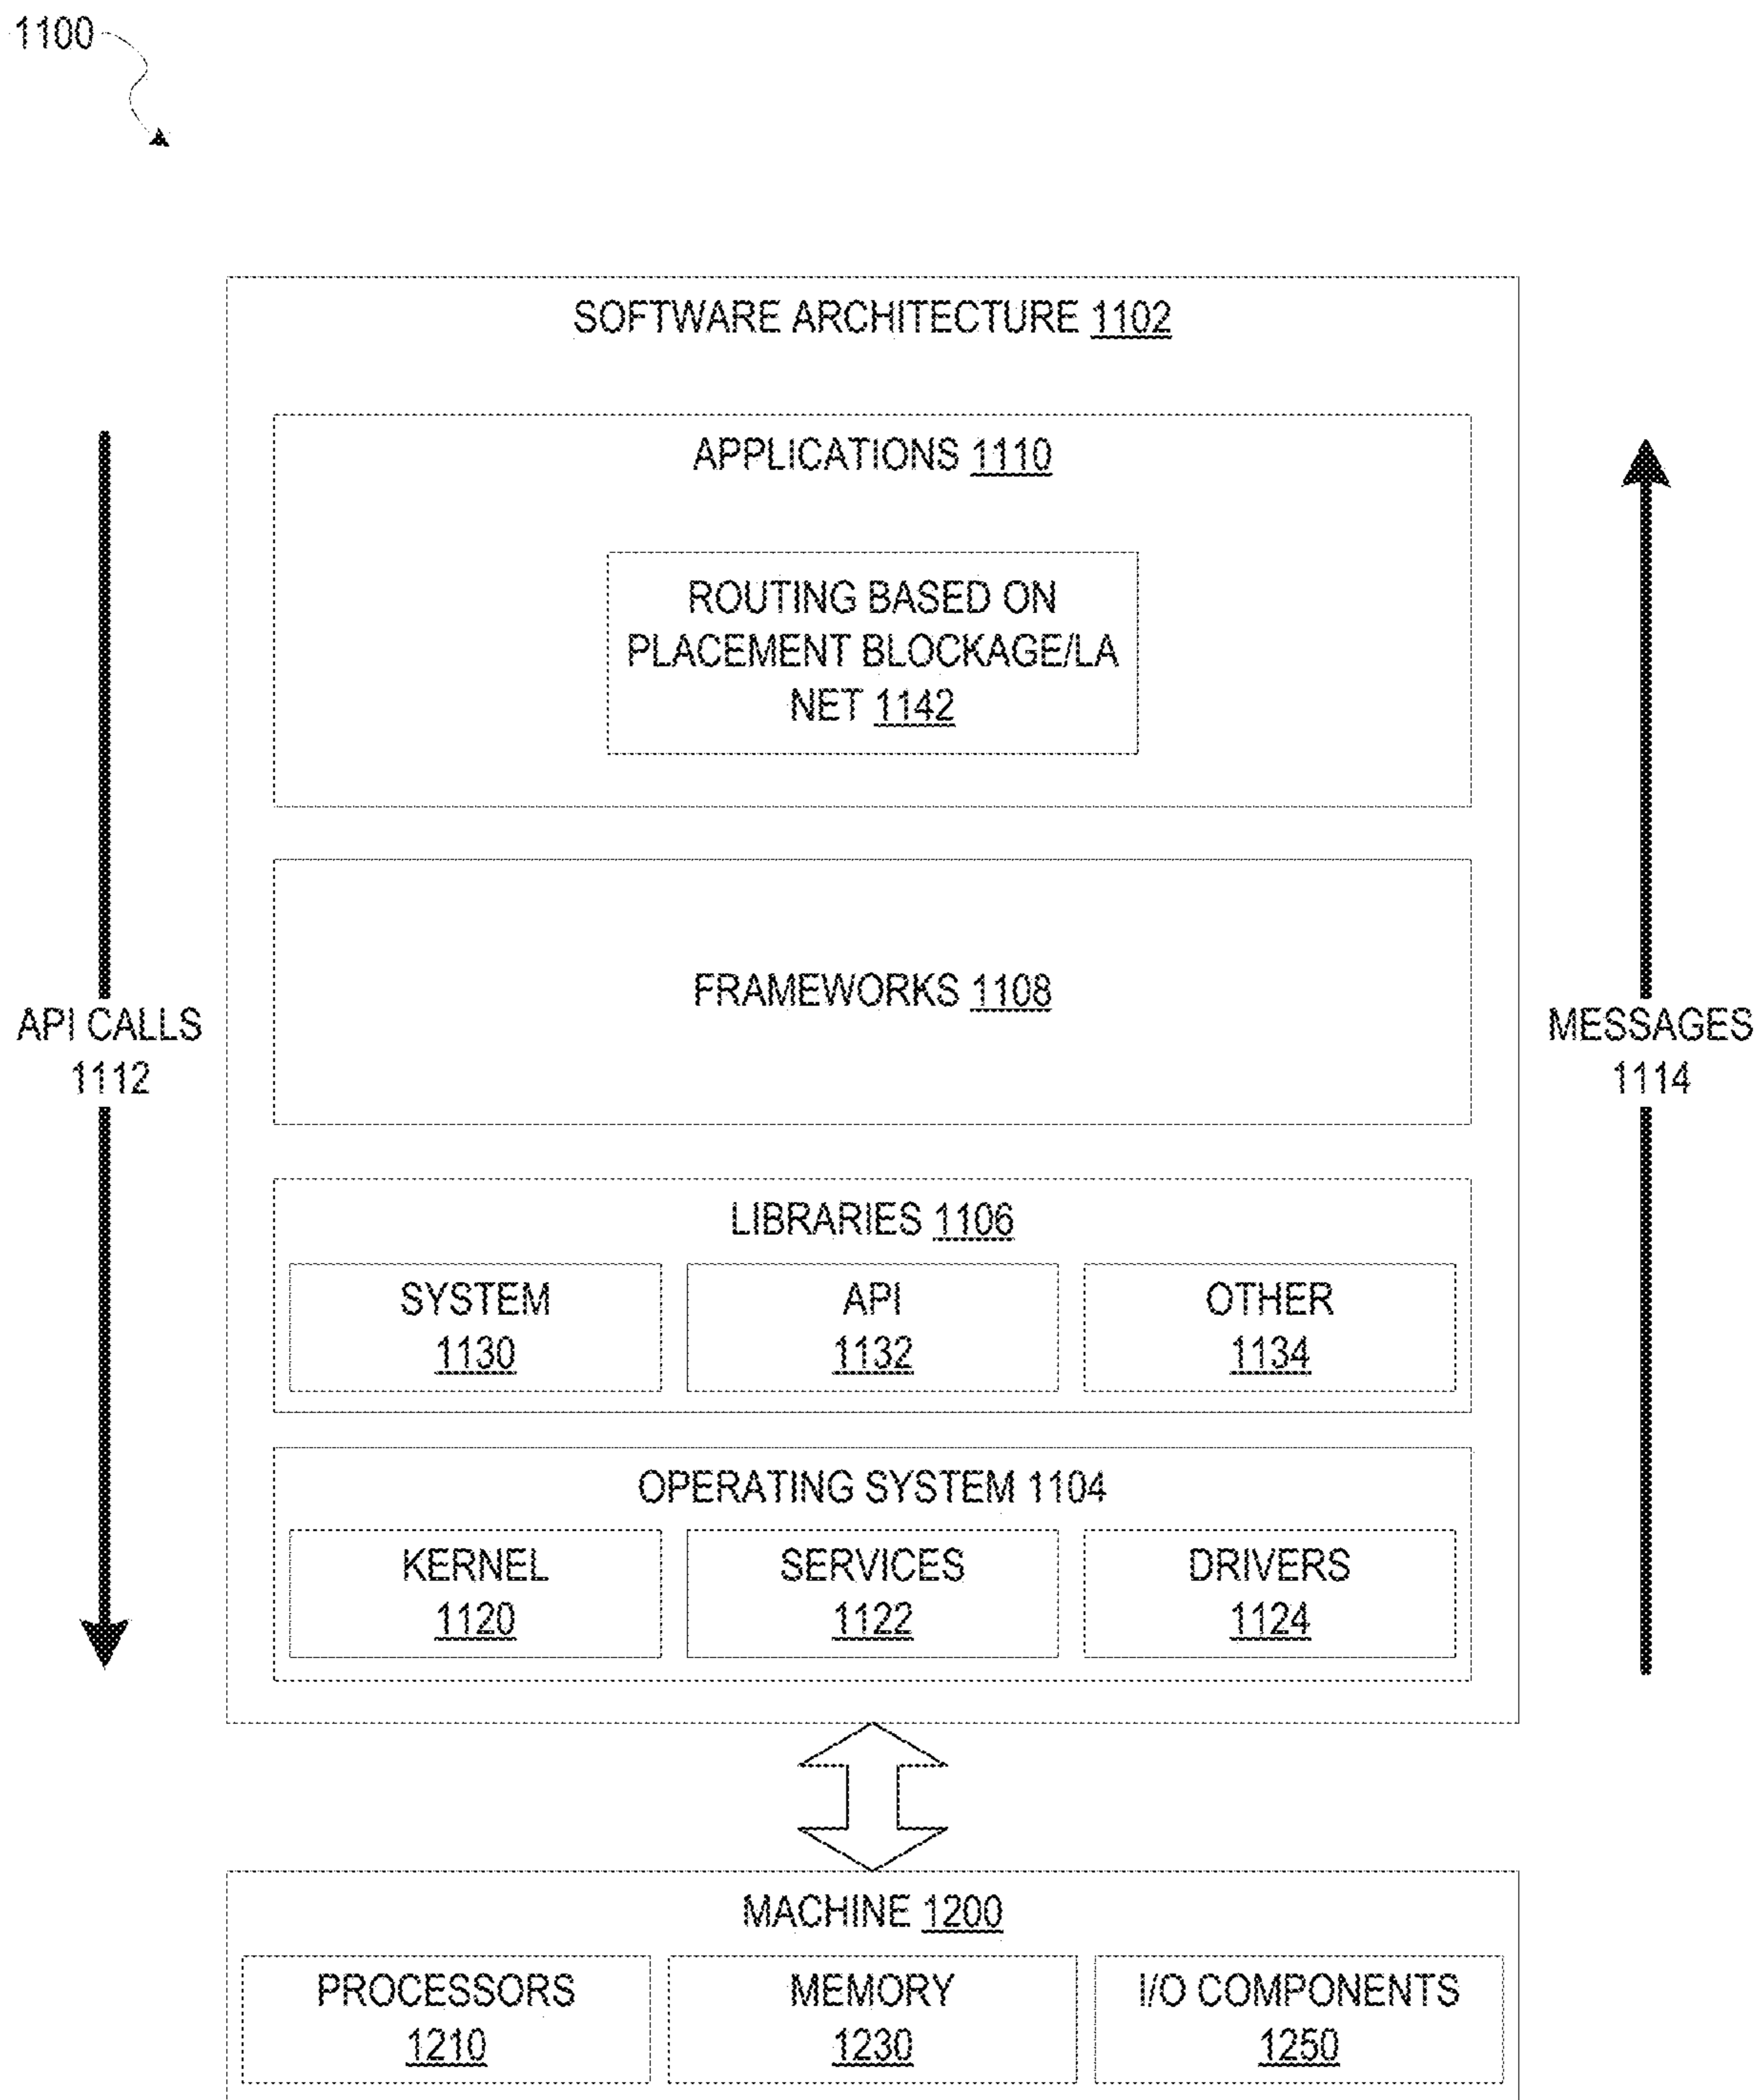 1100
SOFTWARE ARCHITECTURE 1102
APPLICATIONS 1110
ROUTING BASED ON
PLACEMENT BLOCKAGE/LA
NET 1142
FRAMEWORKS 1108
API CALLS
1112
MESSAGES
1114
LIBRARIES 1106
SYSTEM
1130
API
1132
OTHER
1134
OPERATING SYSTEM 1104
KERNEL
1120
SERVICES
1122
DRIVERS
1124
MACHINE 1200
PROCESSORS
1210
MEMORY
1230
I/O COMPONENTS
1250